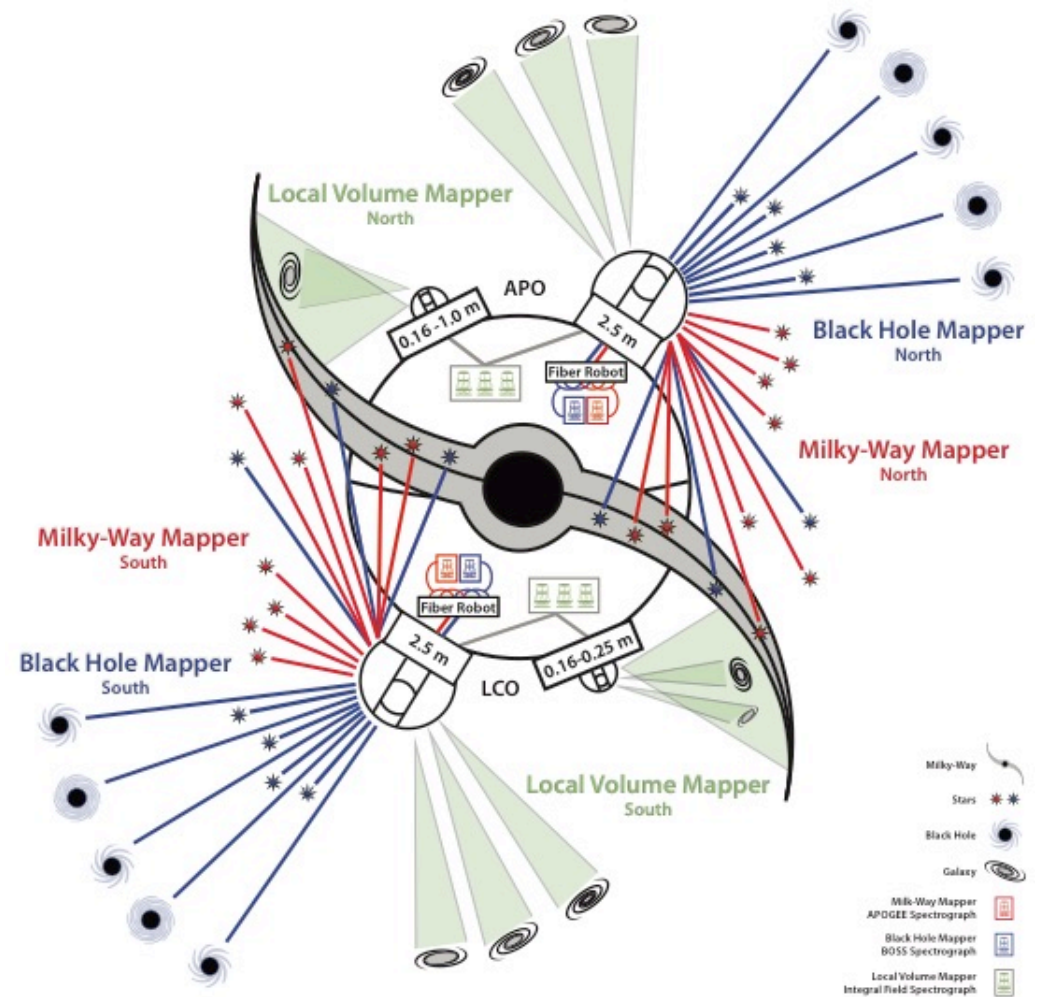 Local Volume Mapper
North
APO
0.16-1.0 m
2.5 m
Fiber Robot
Black Hole Mapper
North
Milky-Way Mapper
North
Milky-Way Mapper
South
Fiber Robot
2.5 m
0.16-0.25 m
LCO
Black Hole Mapper
South
Local Volume Mapper
South
Milky-Way
Stars
Black Hole
Galaxy
Milk-Way Mapper
APOGEE Spectrograph
Black Hole Mapper
BOSS Spectrograph
Local Volume Mapper
Integral Field Spectrograph